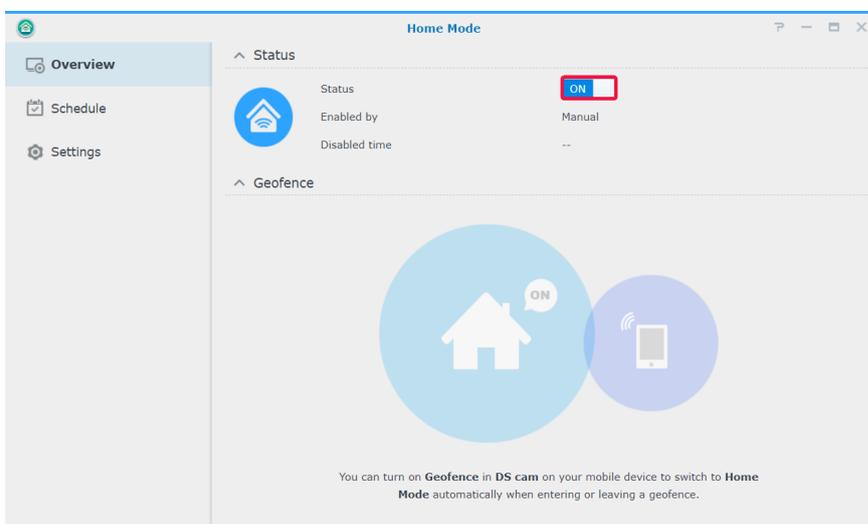 Home Mode
Overview
Schedule
Settings
Status
Status
ON
Enabled by
Manual
Disabled time
--
Geofence
ON
You can turn on Geofence in DS cam on your mobile device to switch to Home
Mode automatically when entering or leaving a geofence.